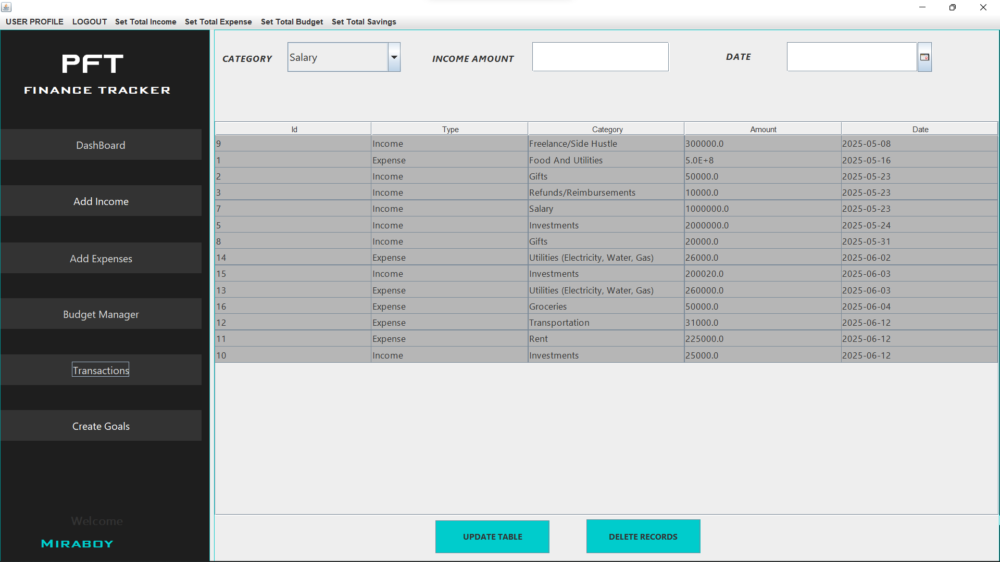 USER PROFILE LOGOUT Set Total Income Set Total Expense Set Total Budget Set Total Savings
PFT
FINANCE TRACKER
DashBoard
Add Income
Add Expenses
Budget Manager
Transactions
Create Goals
Welcome
MIRABOY
CATEGORY Salary INCOME AMOUNT DATE
Id Type Category Amount Date
9 Income Freelance/Side Hustle 300000.0 2025-05-08
1 Expense Food And Utilities 5.0E+8 2025-05-16
2 Income Gifts 50000.0 2025-05-23
3 Income Refunds/Reimbursements 10000.0 2025-05-23
7 Income Salary 1000000.0 2025-05-23
5 Income Investments 2000000.0 2025-05-24
8 Income Gifts 20000.0 2025-05-31
14 Expense Utilities (Electricity, Water, Gas) 26000.0 2025-06-02
15 Income Investments 200020.0 2025-06-03
13 Expense Utilities (Electricity, Water, Gas) 260000.0 2025-06-03
16 Expense Groceries 50000.0 2025-06-04
12 Expense Transportation 31000.0 2025-06-12
11 Expense Rent 225000.0 2025-06-12
10 Income Investments 25000.0 2025-06-12
UPDATE TABLE DELETE RECORDS